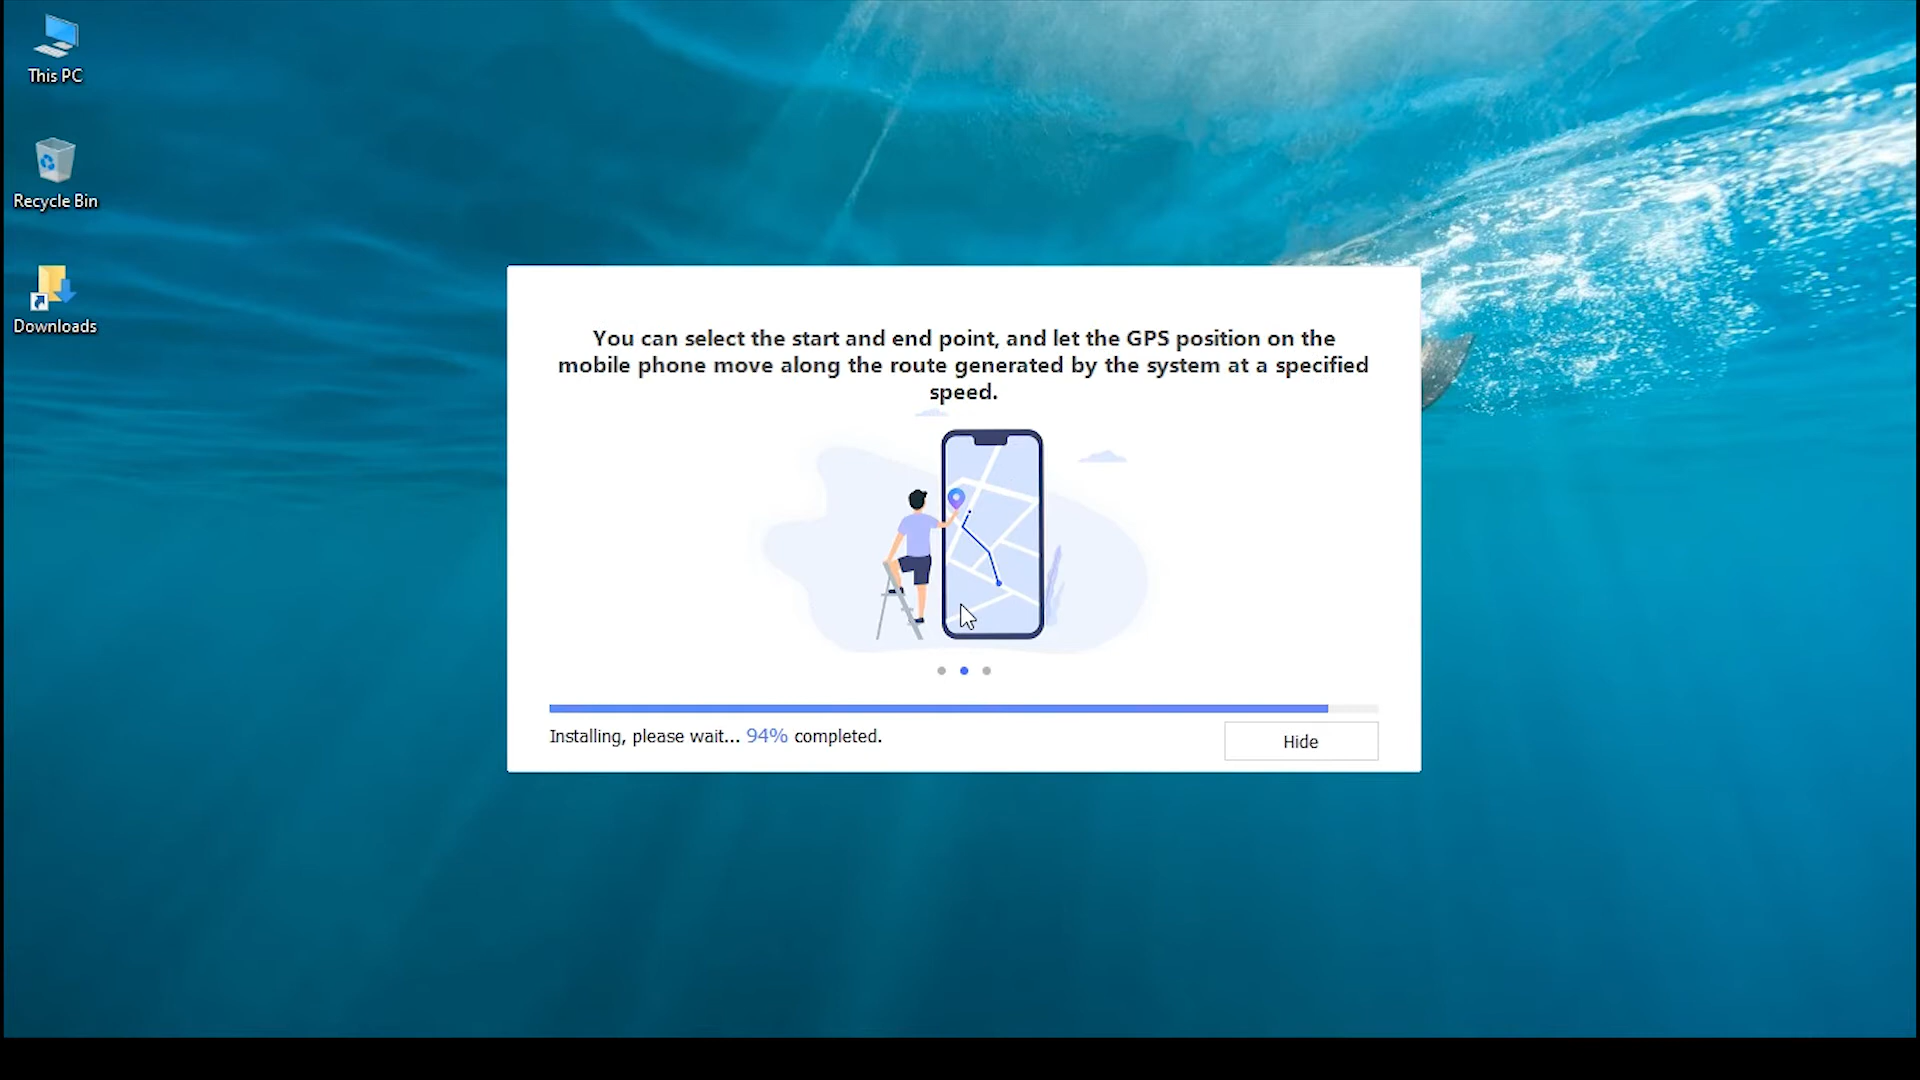 This PC
Recycle Bin
Downloads
You can select the start and end point, and let the GPS position on the
mobile phone move along the route generated by the system at a specified
speed.
Installing, please wait... 94% completed.
Hide